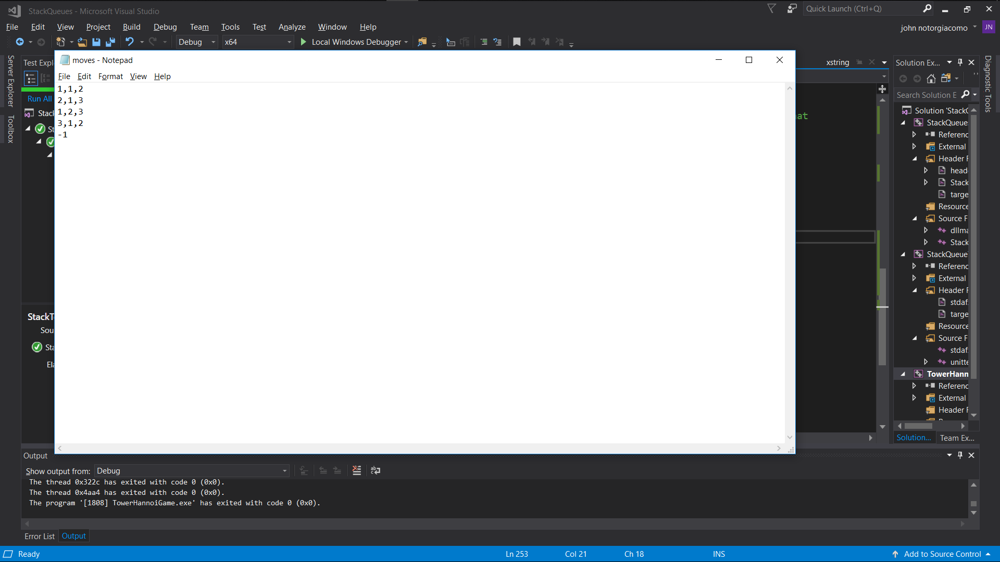 StackQueues - Microsoft Visual Studio
Quick Launch (Ctrl+Q)
File Edit View Project Build Debug Team Tools Test Analyze Window Help
john notorgiacomo JN
Debug x64 Local Windows Debugger
Server Explorer
Toolbox
Test Expl
Run All
Stack
St
moves - Notepad
File Edit Format View Help
1,1,2
2,1,3
1,2,3
3,1,2
-1
xstring
at
StackT
Sou
Sta
Ela
Solution Ex...
Search Solution E
Solution 'StackQ
StackQueue
Referenc
External
Header F
head
Stack
targe
Resource
Source F
dllma
Stack
StackQueue
Referenc
External
Header F
stdaf
targe
Resource
Source F
stdaf
unitte
TowerHann
Referenc
External
Header F
Solution... Team Ex...
Diagnostic Tools
Output
Show output from: Debug
The thread 0x322c has exited with code 0 (0x0).
The thread 0x4aa4 has exited with code 0 (0x0).
The program '[1808] TowerHannoiGame.exe' has exited with code 0 (0x0).
Error List Output
Ready Ln 253 Col 21 Ch 18 INS Add to Source Control